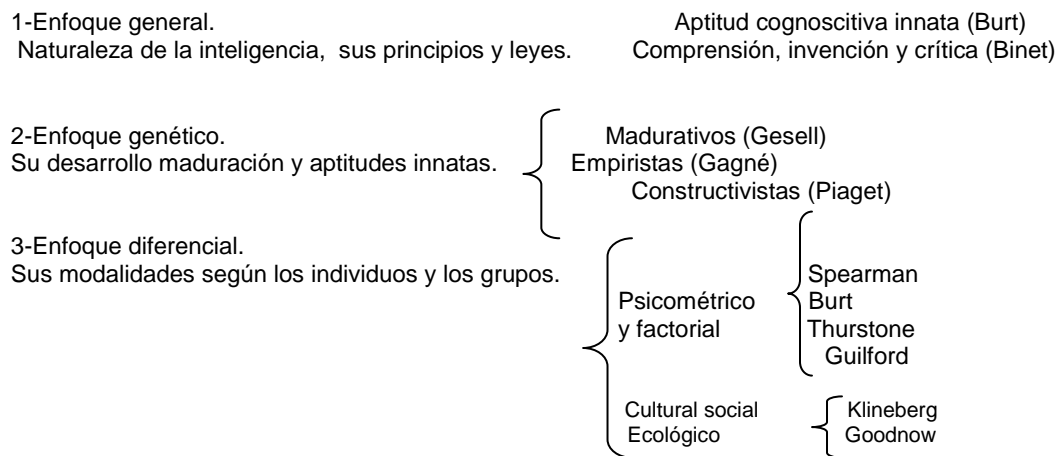 1-Enfoque general. Aptitud cognoscitiva innata (Burt)
Naturaleza de la inteligencia, sus principios y leyes. Comprensión, invención y crítica (Binet)
2-Enfoque genético. Madurativos (Gesell)
Su desarrollo maduración y aptitudes innatas. Empiristas (Gagné)
Constructivistas (Piaget)
3-Enfoque diferencial.
Sus modalidades según los individuos y los grupos. Spearman
Psicométrico Burt
y factorial Thurstone
Guilford
Cultural social Klineberg
Ecológico Goodnow